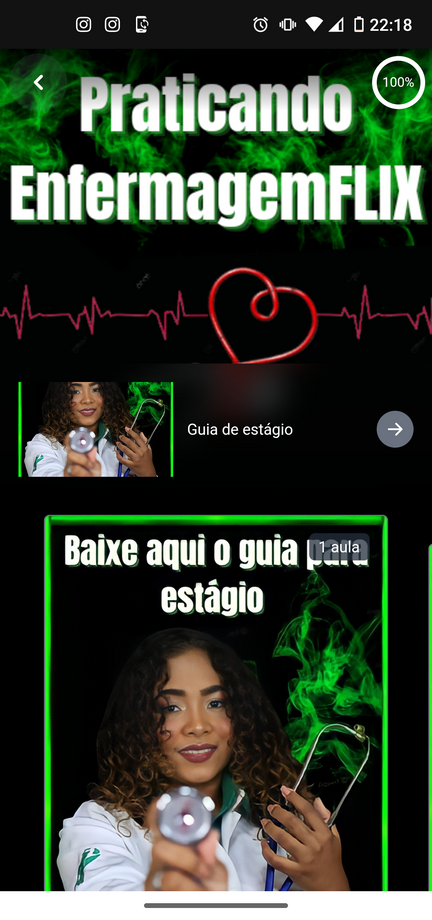 22:18
Praticando
100%
EnfermagemFLIX
Guia de estágio
Baixe aqui o guia para
1 aula
estágio